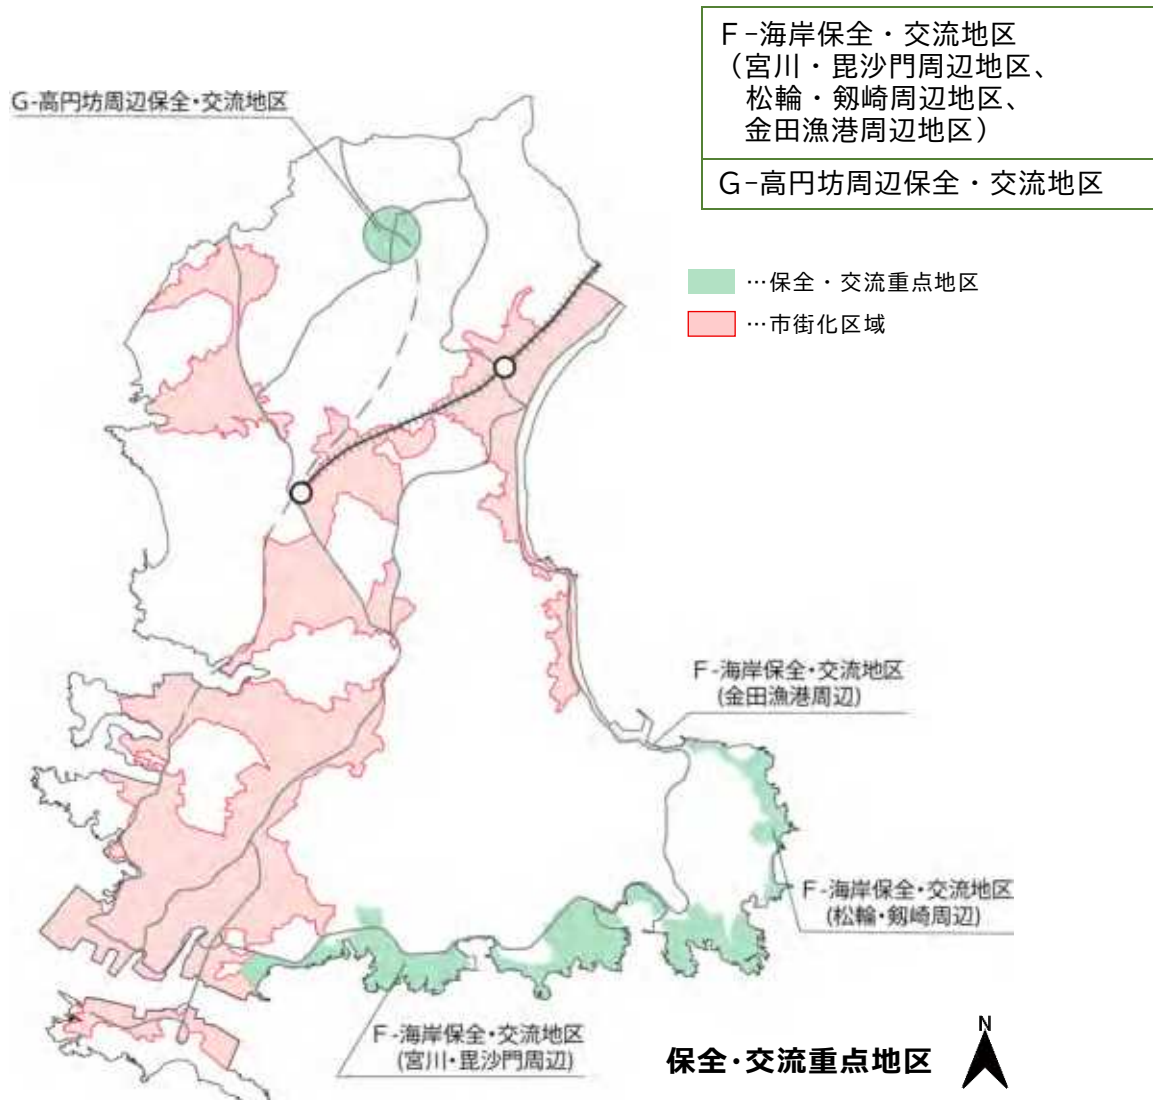 F-海岸保全・交流地区
(宮川・毘沙門周辺地区、
松輪・剱崎周辺地区、
金田漁港周辺地区)
G-高円坊周辺保全・交流地区
G-高円坊周辺保全・交流地区
…保全・交流重点地区
…市街化区域
F-海岸保全・交流地区
(金田漁港周辺)
F-海岸保全・交流地区
(松輪・剱崎周辺)
F-海岸保全・交流地区
(宮川・毘沙門周辺)
保全・交流重点地区
N